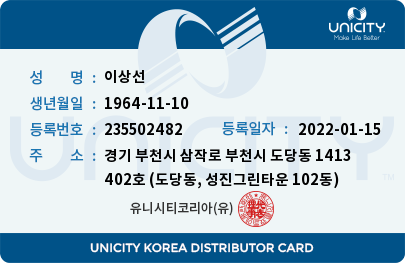 UNICITY
Make Life Better
성 명 : 이상선
생년월일 : 1964-11-10
등록번호 : 235502482 등록일자 : 2022-01-15
주 소 : 경기 부천시 삼작로 부천시 도당동 1413
402호 (도당동, 성진그린타운 102동)
유니시티코리아(유)
UNICITY
UNICITY KOREA DISTRIBUTOR CARD